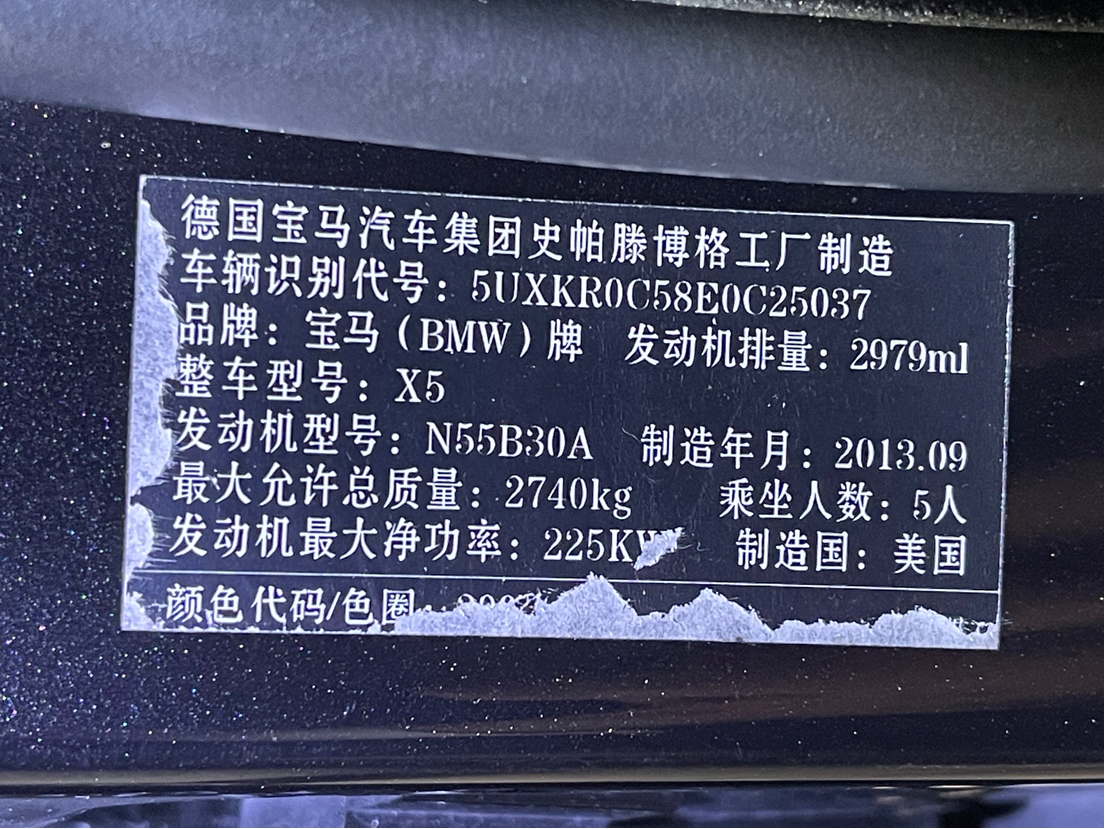 德国宝马汽车集团史帕滕博格工厂制造
车辆识别代号：5UXKR0C58E0C25037
品牌：宝马（BMW）牌 发动机排量：2979ml
整车型号：X5
发动机型号：N55B30A 制造年月：2013.09
最大允许总质量：2740kg 乘坐人数：5人
发动机最大净功率：225KW 制造国：美国
颜色代码/色圈